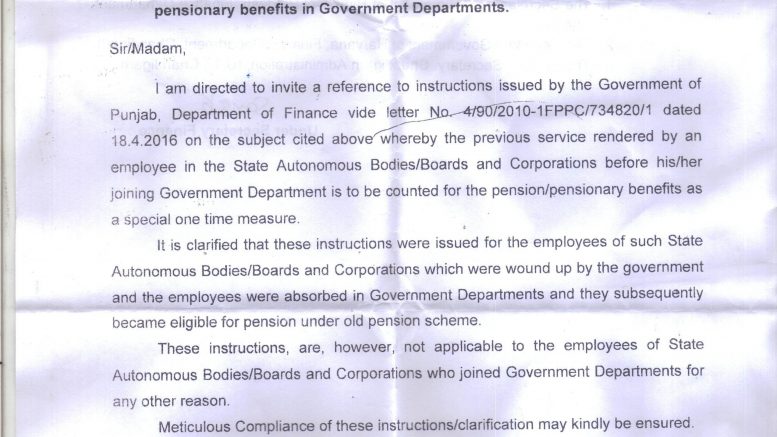 pensionary benefits in Government Departments.
Sir/Madam,
I am directed to invite a reference to instructions issued by the Government of
Punjab, Department of Finance vide letter No. 4/90/2010-1FPPC/734820/1 dated
18.4.2016 on the subject cited above whereby the previous service rendered by an
employee in the State Autonomous Bodies/Boards and Corporations before his/her
joining Government Department is to be counted for the pension/pensionary benefits as
a special one time measure.
It is clarified that these instructions were issued for the employees of such State
Autonomous Bodies/Boards and Corporations which were wound up by the government
and the employees were absorbed in Government Departments and they subsequently
became eligible for pension under old pension scheme.
These instructions, are, however, not applicable to the employees of State
Autonomous Bodies/Boards and Corporations who joined Government Departments for
any other reason.
Meticulous Compliance of these instructions/clarification may kindly be ensured.